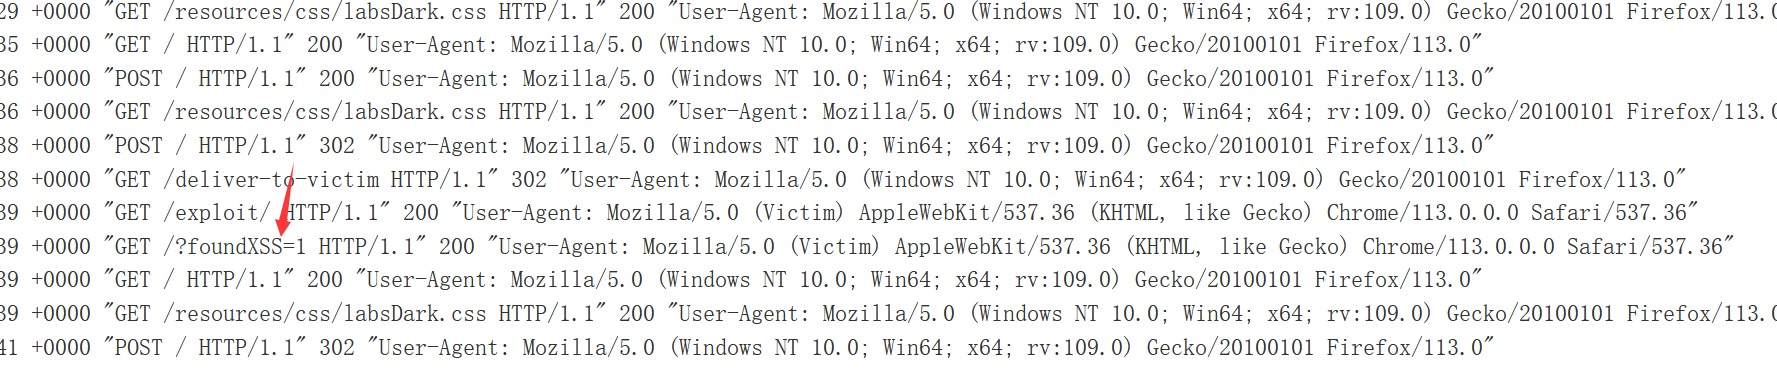 29 +0000 "GET /resources/css/labsDark.css HTTP/1.1" 200 "User-Agent: Mozilla/5.0 (Windows NT 10.0; Win64; x64; rv:109.0) Gecko/20100101 Firefox/113.0
35 +0000 "GET / HTTP/1.1" 200 "User-Agent: Mozilla/5.0 (Windows NT 10.0; Win64; x64; rv:109.0) Gecko/20100101 Firefox/113.0"
36 +0000 "POST / HTTP/1.1" 200 "User-Agent: Mozilla/5.0 (Windows NT 10.0; Win64; x64; rv:109.0) Gecko/20100101 Firefox/113.0"
36 +0000 "GET /resources/css/labsDark.css HTTP/1.1" 200 "User-Agent: Mozilla/5.0 (Windows NT 10.0; Win64; x64; rv:109.0) Gecko/20100101 Firefox/113.0
38 +0000 "POST / HTTP/1.1" 302 "User-Agent: Mozilla/5.0 (Windows NT 10.0; Win64; x64; rv:109.0) Gecko/20100101 Firefox/113.0"
38 +0000 "GET /deliver-to-victim HTTP/1.1" 302 "User-Agent: Mozilla/5.0 (Windows NT 10.0; Win64; x64; rv:109.0) Gecko/20100101 Firefox/113.0"
39 +0000 "GET /exploit/ HTTP/1.1" 200 "User-Agent: Mozilla/5.0 (Victim) AppleWebKit/537.36 (KHTML, like Gecko) Chrome/113.0.0.0 Safari/537.36"
39 +0000 "GET /?foundXSS=1 HTTP/1.1" 200 "User-Agent: Mozilla/5.0 (Victim) AppleWebKit/537.36 (KHTML, like Gecko) Chrome/113.0.0.0 Safari/537.36"
39 +0000 "GET / HTTP/1.1" 200 "User-Agent: Mozilla/5.0 (Windows NT 10.0; Win64; x64; rv:109.0) Gecko/20100101 Firefox/113.0"
39 +0000 "GET /resources/css/labsDark.css HTTP/1.1" 200 "User-Agent: Mozilla/5.0 (Windows NT 10.0; Win64; x64; rv:109.0) Gecko/20100101 Firefox/113.0
41 +0000 "POST / HTTP/1.1" 302 "User-Agent: Mozilla/5.0 (Windows NT 10.0; Win64; x64; rv:109.0) Gecko/20100101 Firefox/113.0"